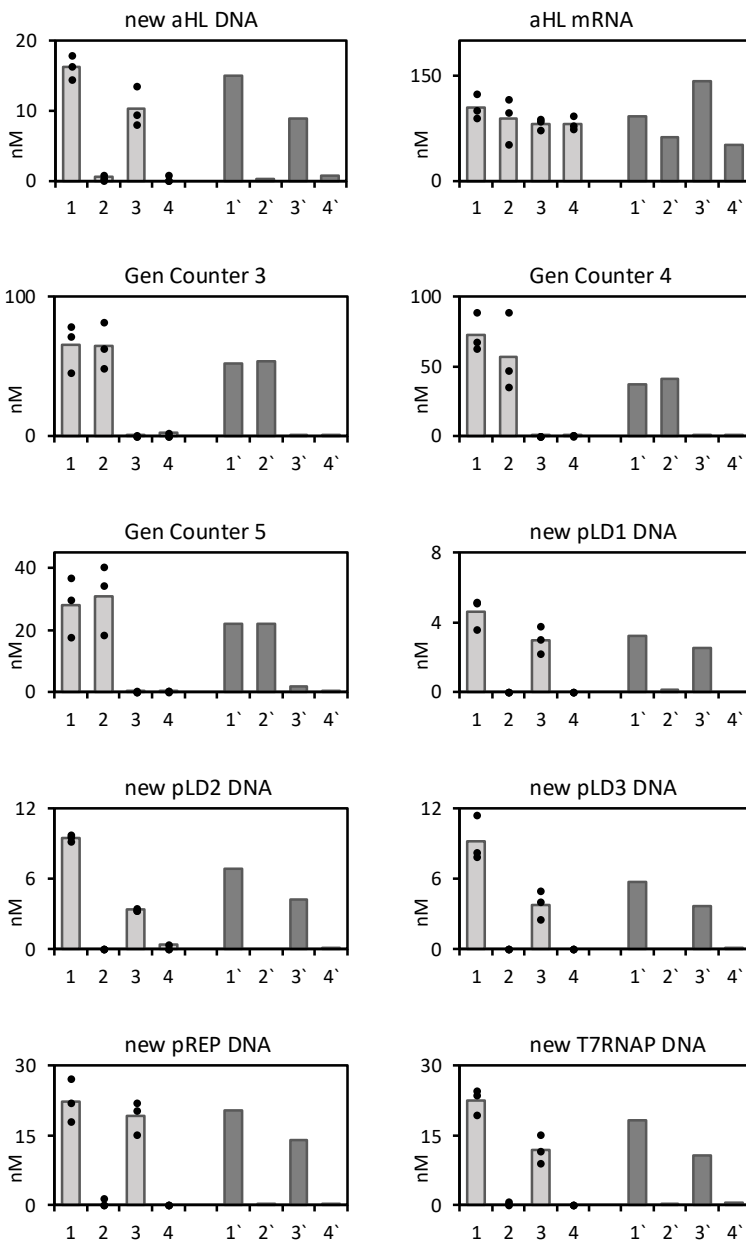 new aHL DNA
20
10
0
nM
1 2 3 4 1` 2` 3` 4`
aHL mRNA
150
0
nM
1 2 3 4 1` 2` 3` 4`
Gen Counter 3
100
0
nM
1 2 3 4 1` 2` 3` 4`
Gen Counter 4
100
50
0
nM
1 2 3 4 1` 2` 3` 4`
Gen Counter 5
40
20
0
nM
1 2 3 4 1` 2` 3` 4`
new pLD1 DNA
8
4
0
nM
1 2 3 4 1` 2` 3` 4`
new pLD2 DNA
12
6
0
nM
1 2 3 4 1` 2` 3` 4`
new pLD3 DNA
12
6
0
nM
1 2 3 4 1` 2` 3` 4`
new pREP DNA
30
15
0
nM
1 2 3 4 1` 2` 3` 4`
new T7RNAP DNA
30
15
0
nM
1 2 3 4 1` 2` 3` 4`